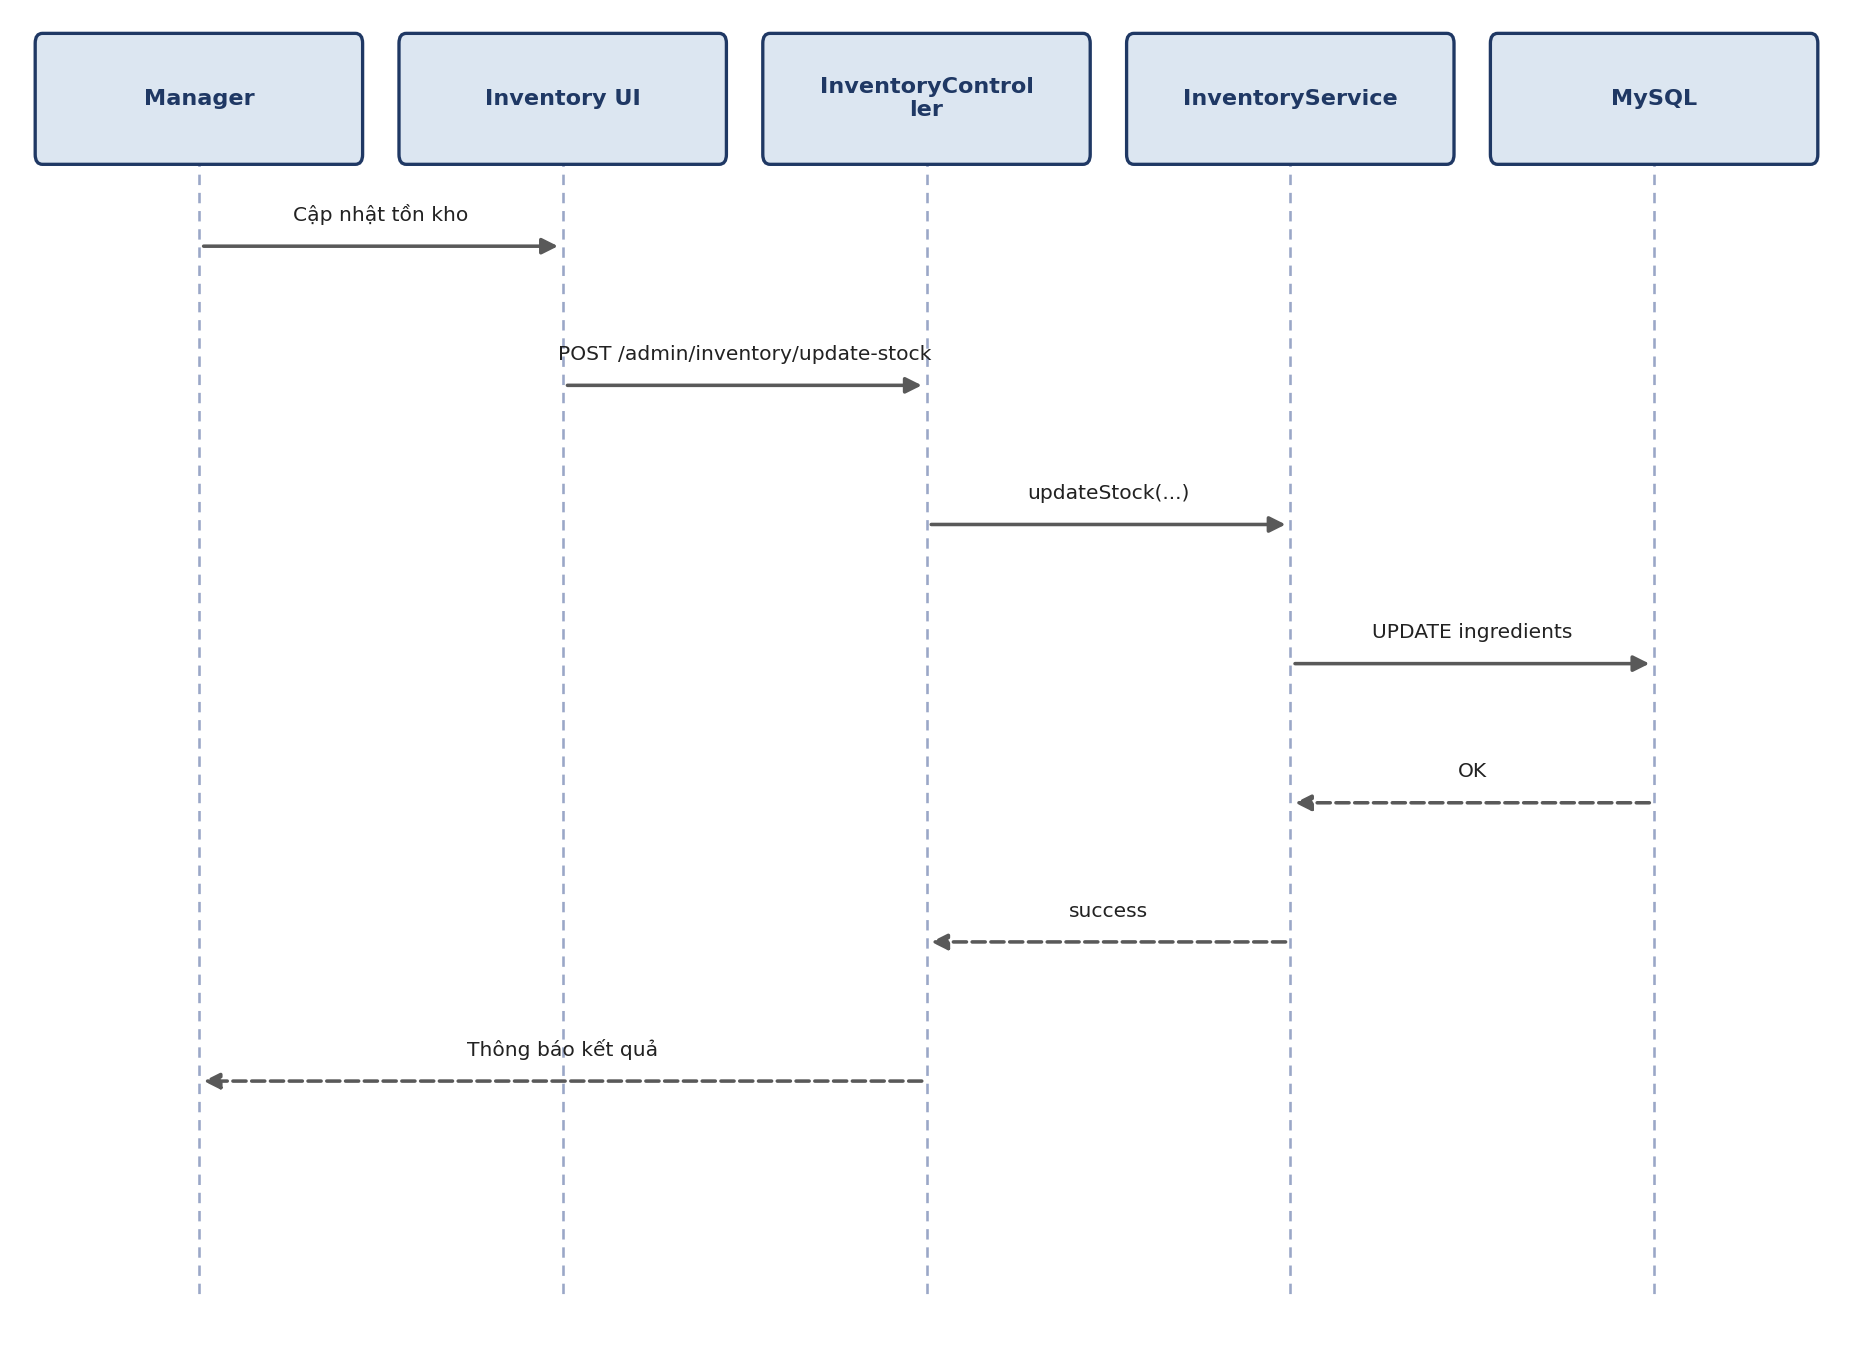 Manager
Inventory UI
InventoryControl
ler
InventoryService
MySQL
Cập nhật tồn kho
POST /admin/inventory/update-stock
updateStock(...)
UPDATE ingredients
OK
success
Thông báo kết quả